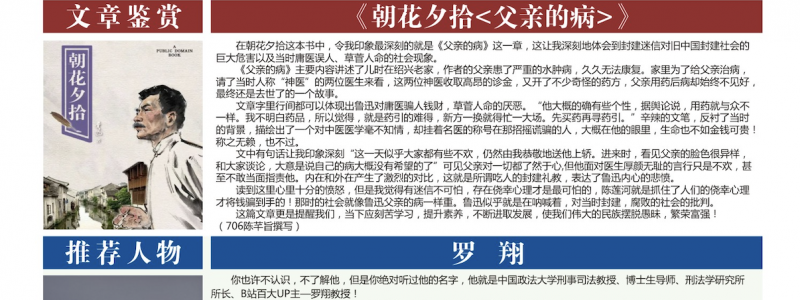 文章鉴赏
《朝花夕拾<父亲的病>》
A PUBLIC DOMAIN BOOK
朝花夕拾
在朝花夕拾这本书中，令我印象最深刻的就是《父亲的病》这一章，这让我深刻地体会到封建迷信对旧中国封建社会的
巨大危害以及当时庸医误人、草菅人命的社会现象。
《父亲的病》主要内容讲述了儿时在绍兴老家，作者的父亲患了严重的水肿病，久久无法康复。家里为了给父亲治病，
请了当时人称“神医”的两位医生来看，这两位神医收取高昂的诊金，又开了不少奇怪的药方，父亲用药后病却始终不见好，
最终还是去世了的一个故事。
文章字里行间都可以体现出鲁迅对庸医骗人钱财，草菅人命的厌恶。“他大概的确有些个性，据舆论说，用药就与众不
一样。我不明白药品，所以觉得，就是药引的难得，新方一换就得忙一大场。先买药再寻药引。”辛辣的文笔，反衬了当时
的背景，描绘出了一个对中医医学毫不知情，却挂着名医的称号在那招摇谎骗的人，大概在他的眼里，生命也不如金钱可贵！
称之无赖，也不过。
文中有句话让我印象深刻“这一天似乎大家都有些不欢，仍然由我恭敬地送他上轿。进来时，看见父亲的脸色很异样，
和大家谈论，大意是说自己的病大概没有希望的了”可见父亲对一切都了然于心,但他面对医生厚颜无耻的言行只是不欢，甚
至不敢当面指责他。内在和外在产生了激烈的对比，这就是所谓吃人的封建礼教，表达了鲁迅内心的悲愤。
读到这里心里十分的愤怒，但是我觉得有迷信不可怕，存在侥幸心理才是最可怕的，陈莲河就是抓住了人们的侥幸心理
才将钱骗到手的！那时的社会就像鲁迅父亲的病一样重。鲁迅似乎就是在呐喊着，对当时封建，腐败的社会的批判。
这篇文章更是提醒我们，当下应刻苦学习，提升素养，不断进取发展，使我们伟大的民族摆脱愚昧，繁荣富强！
（706陈芊旨撰写）
推荐人物
罗 翔
你也许不认识，不了解他，但是你绝对听过他的名字，他就是中国政法大学刑事司法教授、博士生导师、刑法学研究所
所长、B站百大UP主—罗翔教授！